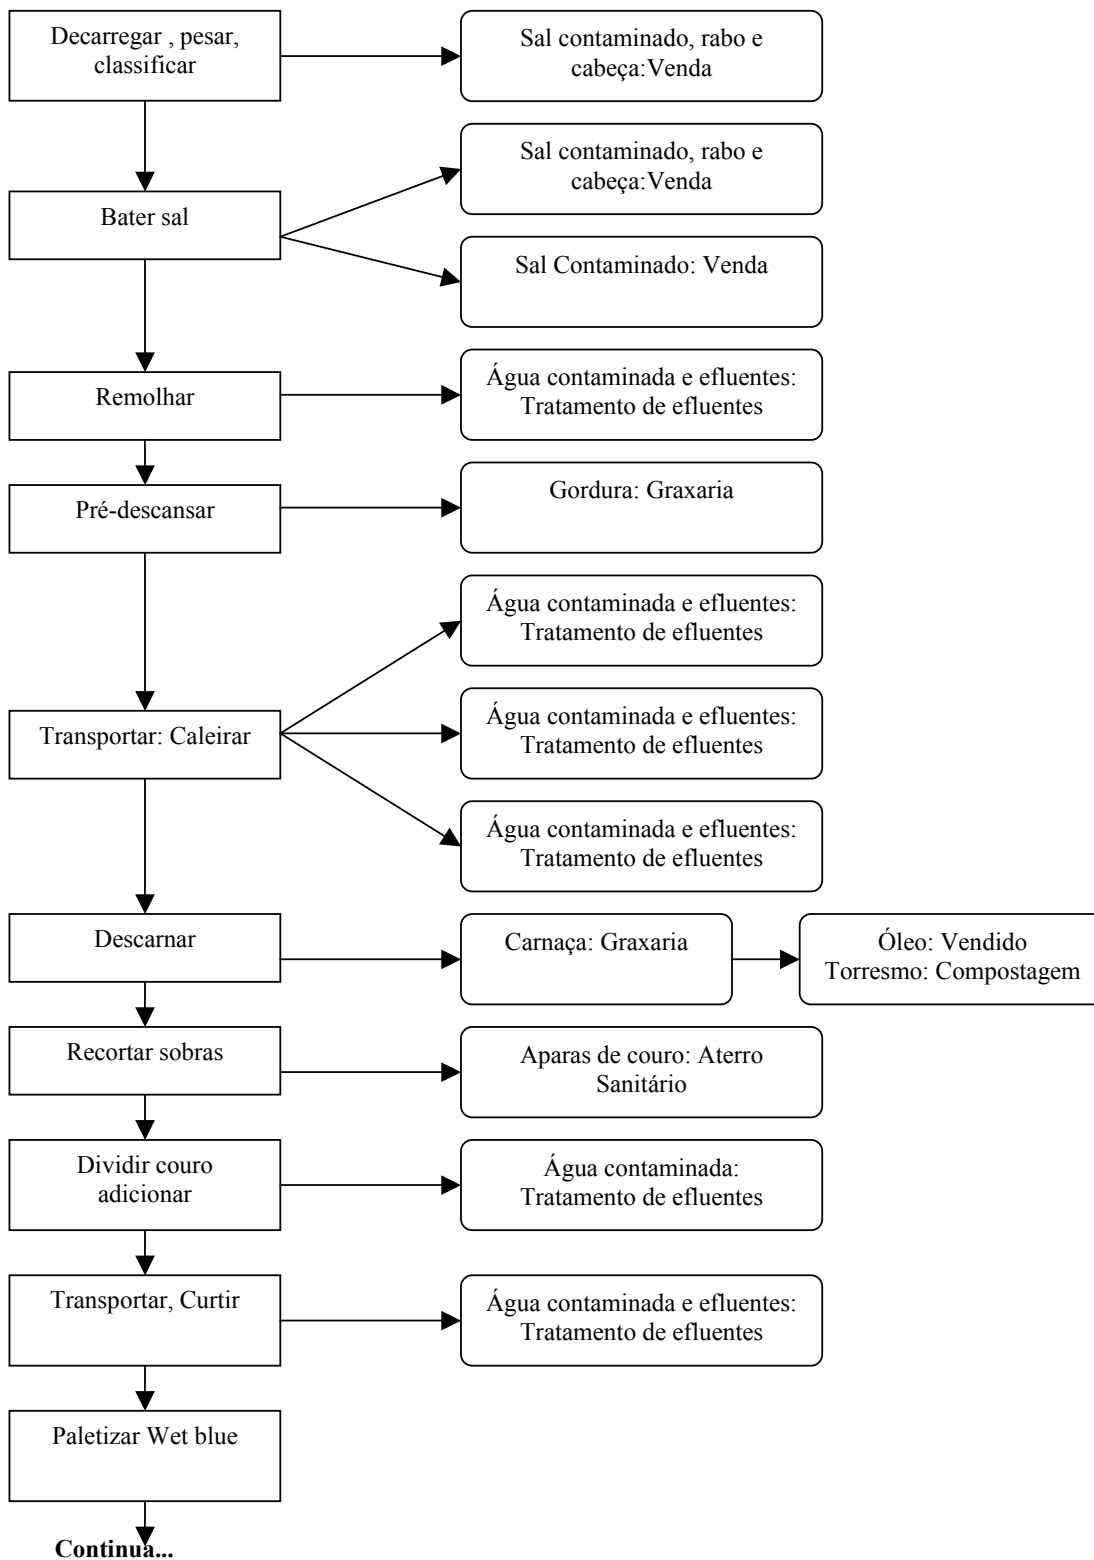 Decarregar , pesar,
classificar
Sal contaminado, rabo e
cabeça:Venda
Sal contaminado, rabo e
cabeça:Venda
Bater sal
Sal Contaminado: Venda
Remolhar
Água contaminada e efluentes:
Tratamento de efluentes
Pré-descansar
Gordura: Graxaria
Água contaminada e efluentes:
Tratamento de efluentes
Transportar: Caleirar
Água contaminada e efluentes:
Tratamento de efluentes
Água contaminada e efluentes:
Tratamento de efluentes
Descarnar
Carnaça: Graxaria
Óleo: Vendido
Torresmo: Compostagem
Recortar sobras
Aparas de couro: Aterro
Sanitário
Dividir couro
adicionar
Água contaminada:
Tratamento de efluentes
Transportar, Curtir
Água contaminada e efluentes:
Tratamento de efluentes
Paletizar Wet blue
Continua...